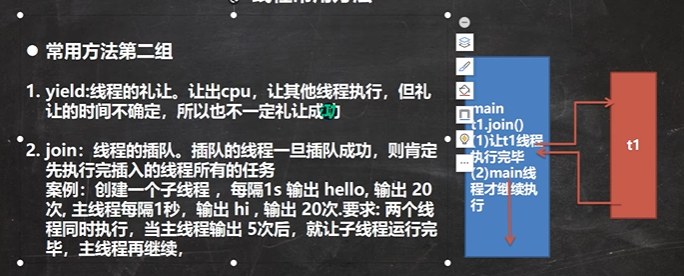 线程常用方法
● 常用方法第二组
1. yield:线程的礼让。让出cpu，让其他线程执行，但礼
让的时间不确定，所以也不一定礼让成功
2. join：线程的插队。插队的线程一旦插队成功，则肯定
先执行完插入的线程所有的任务
案例：创建一个子线程 ，每隔1s 输出 hello, 输出 20
次, 主线程每隔1秒，输出 hi , 输出 20次.要求: 两个线
程同时执行，当主线程输出 5次后，就让子线程运行完
毕，主线程再继续，
main
t1.join()
(1)让t1线程
执行完毕
(2)main线
程才继续执
行
t1